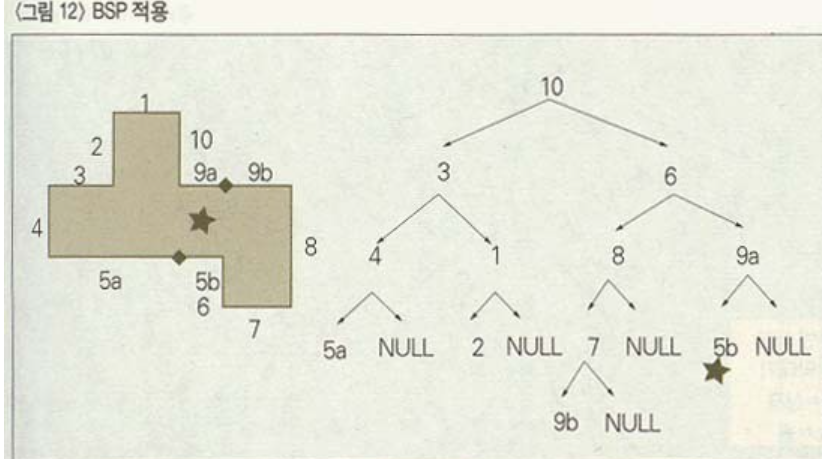 〈그림 12〉 BSP 적용
1
2
10
3
9a
9b
4
8
5a
5b
6
7
10
3
6
4
1
8
9a
5a NULL 2 NULL 7 NULL 5b NULL
9b NULL